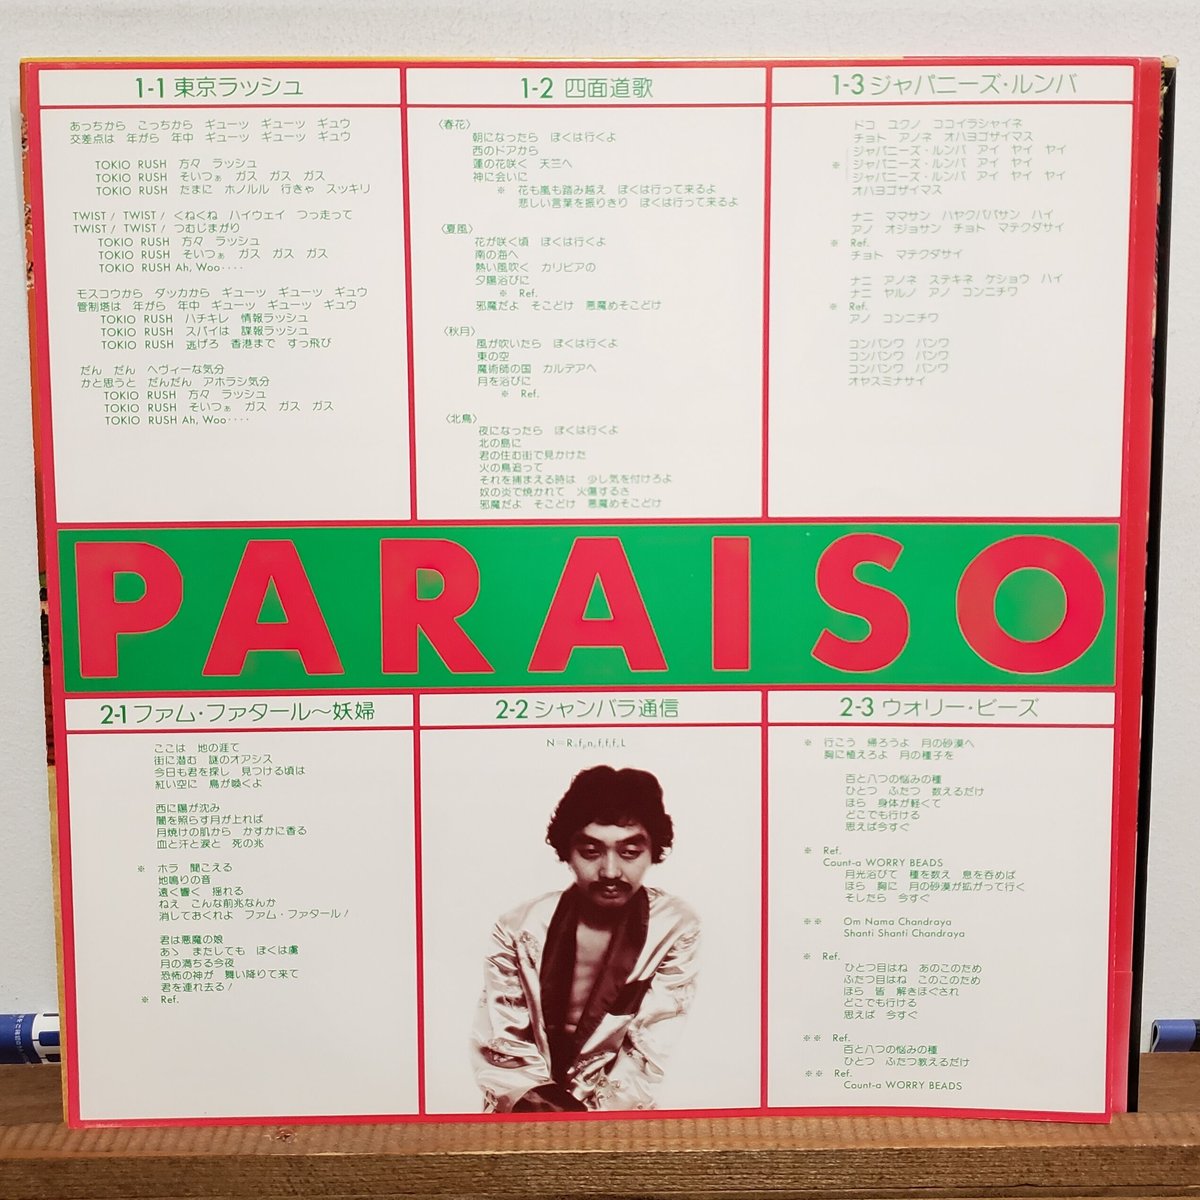 1-1 東京ラッシュ
あっちから こっちから ギューッ ギューッ ギュウ
交差点は 年がら 年中 ギューッ ギューッ ギュウ
TOKIO RUSH 方々 ラッシュ
TOKIO RUSH そいつぁ ガス ガス ガス
TOKIO RUSH たまに ホノルル 行きゃ スッキリ
TWIST! TWIST! くねくね ハイウェイ つっ走って
TWIST! TWIST! つむじまがり
TOKIO RUSH 方々 ラッシュ
TOKIO RUSH そいつぁ ガス ガス ガス
TOKIO RUSH Ah, Woo‥‥
モスコウから ダッカから ギューッ ギューッ ギュウ
管制塔は 年がら 年中 ギューッ ギューッ ギュウ
TOKIO RUSH ハチキレ 情報ラッシュ
TOKIO RUSH スパイは 諜報ラッシュ
TOKIO RUSH 逃げろ 香港まで すっ飛び
だん だん ヘヴィーな気分
かと思うと だんだん アホラシ気分
TOKIO RUSH 方々 ラッシュ
TOKIO RUSH そいつぁ ガス ガス ガス
TOKIO RUSH Ah, Woo‥‥
1-2 四面道歌
〈春花〉
朝になったら ぼくは行くよ
西のドアから
蓮の花咲く 天竺へ
神に会いに
※ 花も嵐も踏み越え ぼくは行って来るよ
悲しい言葉を振りきり ぼくは行って来るよ
〈夏風〉
花が咲く頃 ぼくは行くよ
南の海へ
熱い風吹く カリビアの
夕陽浴びに
※ Ref.
邪魔だよ そこどけ 悪魔めそこどけ
〈秋月〉
風が吹いたら ぼくは行くよ
東の空
魔術師の国 カルデアへ
月を浴びに
※ Ref.
〈北鳥〉
夜になったら ぼくは行くよ
北の島に
君の住む街で見かけた
火の鳥追って
それを捕まえる時は 少し気を付けろよ
奴の炎で焼かれて 火傷するさ
邪魔だよ そこどけ 悪魔めそこどけ
1-3 ジャパニーズ・ルンバ
ドコ ユクノ ココイラシャイネ
チョト アノネ オハヨゴザイマス
ジャパニーズ・ルンバ アイ ヤイ ヤイ
※ ジャパニーズ・ルンバ アイ ヤイ
ジャパニーズ・ルンバ アイ ヤイ ヤイ
オハヨゴザイマス
ナニ ママサン ハヤクパパサン ハイ
アノ オジョサン チョト マテクダサイ
※ Ref.
チョト マテクダサイ
ナニ アノネ ステキネ ケショウ ハイ
ナニ ヤルノ アノ コンニチワ
※ Ref.
アノ コンニチワ
コンバンワ バンワ
コンバンワ バンワ
コンバンワ バンワ
オヤスミナサイ
PARAISO
2-1 ファム・ファタール〜妖婦
ここは 地の涯て
街に潜む 謎のオアシス
今日も君を探し 見つける頃は
紅い空に 鳥が喚くよ
西に陽が沈み
闇を照らす月が上れば
月焼けの肌から かすかに香る
血と汗と涙と 死の兆
※ ホラ 聞こえる
地鳴りの音
遠く響く 揺れる
ねえ こんな前兆なんか
消しておくれよ ファム・ファタール!
君は悪魔の娘
あゝ またしても ぼくは虜
月の満ちる今夜
恐怖の神が 舞い降りて来て
君を連れ去る!
※ Ref.
2-2 シャンバラ通信
N=R*fpneflfifcL
2-3 ウォリー・ビーズ
※ 行こう 帰ろうよ 月の砂漠へ
胸に植えろよ 月の種子を
百と八つの悩みの種
ひとつ ふたつ 数えるだけ
ほら 身体が軽くて
どこでも行ける
思えば今すぐ
※ Ref.
Count-a WORRY BEADS
月光浴びて 種を数え 息を呑めば
ほら 胸に 月の砂漠が拡がって行く
そしたら 今すぐ
※※ Om Nama Chandraya
Shanti Shanti Chandraya
※ Ref.
ひとつ目はね あのこのため
ふたつ目はね このこのため
ほら 皆 解きほぐされ
どこでも行ける
思えば 今すぐ
※※ Ref.
百と八つの悩みの種
ひとつ ふたつ数えるだけ
※※ Ref.
Count-a WORRY BEADS